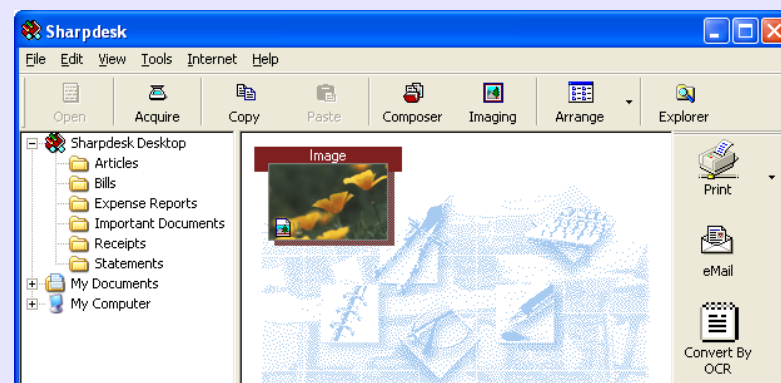 Sharpdesk
File Edit View Tools Internet Help
Open Acquire Copy Paste Composer Imaging Arrange Explorer
Sharpdesk Desktop
Articles
Bills
Expense Reports
Important Documents
Receipts
Statements
My Documents
My Computer
Image
Print
eMail
Convert By
OCR